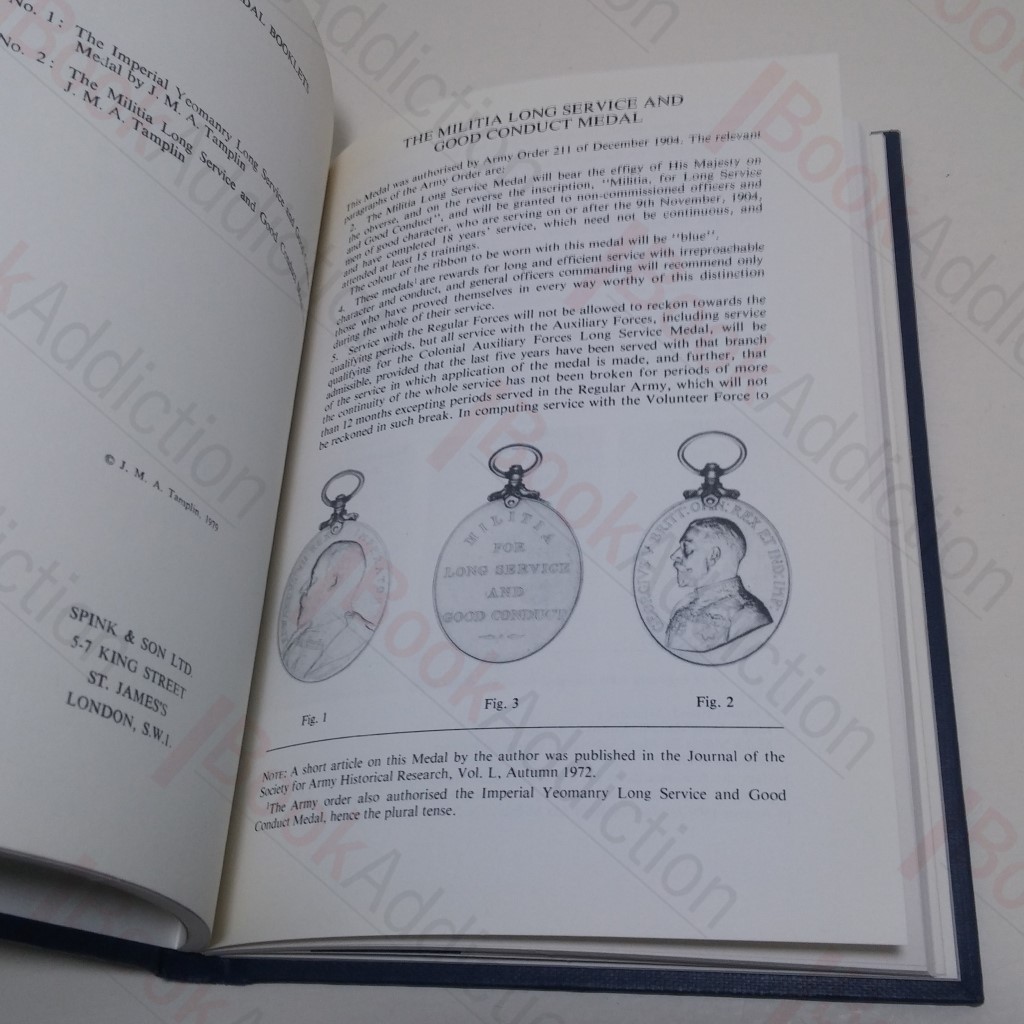 DAL BOOKLETS
No. 1: The Imperial Yeomanry Long Service and Good
Medal by J. M. A. Tamplin
No. 2: The Militia Long Service and Good Conduct Medal
J. M. A. Tamplin
© J. M. A. Tamplin, 1975
SPINK & SON LTD.
5-7 KING STREET
ST. JAMES'S
LONDON, S.W.1.
THE MILITIA LONG SERVICE AND
GOOD CONDUCT MEDAL
This Medal was authorised by Army Order 211 of December 1904. The relevant
paragraphs of the Army Order are:
2. The Militia Long Service Medal will bear the effigy of His Majesty on
the obverse, and on the reverse the inscription, "Militia, for Long Service
and Good Conduct", and will be granted to non-commissioned officers and
men of good character, who are serving on or after the 9th November, 1904,
and have completed 18 years' service, which need not be continuous, and
attended at least 15 trainings.
The colour of the ribbon to be worn with this medal will be "blue".
4. These medals¹ are rewards for long and efficient service with irreproachable
character and conduct, and general officers commanding will recommend only
those who have proved themselves in every way worthy of this distinction
during the whole of their service.
5. Service with the Regular Forces will not be allowed to reckon towards the
qualifying periods, but all service with the Auxiliary Forces, including service
qualifying for the Colonial Auxiliary Forces Long Service Medal, will be
admissible, provided that the last five years have been served with that branch
of the service in which application of the medal is made, and further, that
the continuity of the whole service has not been broken for periods of more
than 12 months excepting periods served in the Regular Army, which will not
be reckoned in such break. In computing service with the Volunteer Force to
MILITIA
FOR
LONG SERVICE
AND
GOOD CONDUCT
GEORGIVS V BRITT: OMN: REX ET IND: IMP:
Fig. 1
Fig. 3
Fig. 2
NOTE: A short article on this Medal by the author was published in the Journal of the
Society for Army Historical Research, Vol. L, Autumn 1972.
¹The Army order also authorised the Imperial Yeomanry Long Service and Good
Conduct Medal, hence the plural tense.
BookAddiction